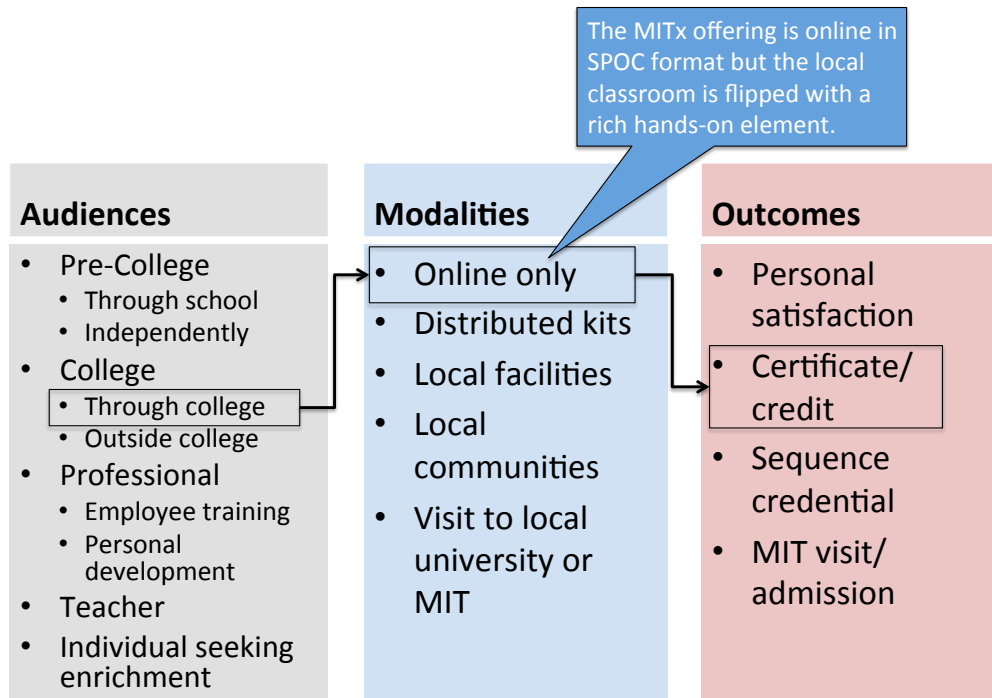 The MITx offering is online in
SPOC format but the local
classroom is flipped with a
rich hands-on element.
Audiences
• Pre-College
• Through school
• Independently
• College
• Through college
• Outside college
• Professional
• Employee training
• Personal
development
• Teacher
• Individual seeking
enrichment
Modalities
• Online only
• Distributed kits
• Local facilities
• Local
communities
• Visit to local
university or
MIT
Outcomes
• Personal
satisfaction
• Certificate/
credit
• Sequence
credential
• MIT visit/
admission